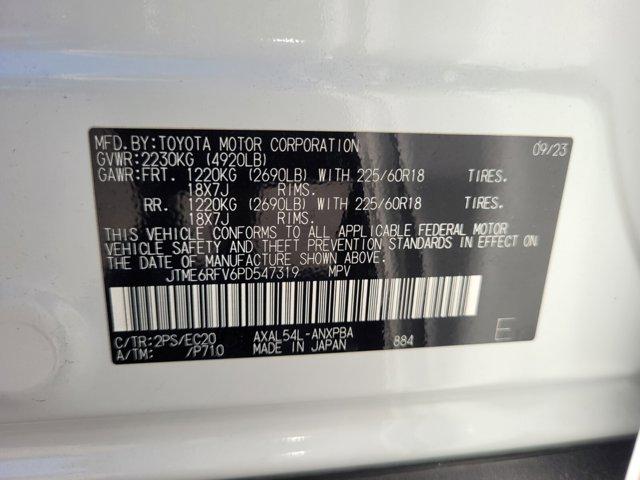 MFD. BY: TOYOTA MOTOR CORPORATION 09/23
GVWR: 2230KG (4920LB)
GAWR: FRT. 1220KG (2690LB) WITH 225/60R18 TIRES.
18X7J RIMS.
RR. 1220KG (2690LB) WITH 225/60R18 TIRES.
18X7J RIMS.
THIS VEHICLE CONFORMS TO ALL APPLICABLE FEDERAL MOTOR
VEHICLE SAFETY AND THEFT PREVENTION STANDARDS IN EFFECT ON
THE DATE OF MANUFACTURE SHOWN ABOVE.
JTME6RFV6PD547319 MPV
C/TR: 2PS/EC20 AXAL54L-ANXPBA 884 E
A/TM: /P710 MADE IN JAPAN